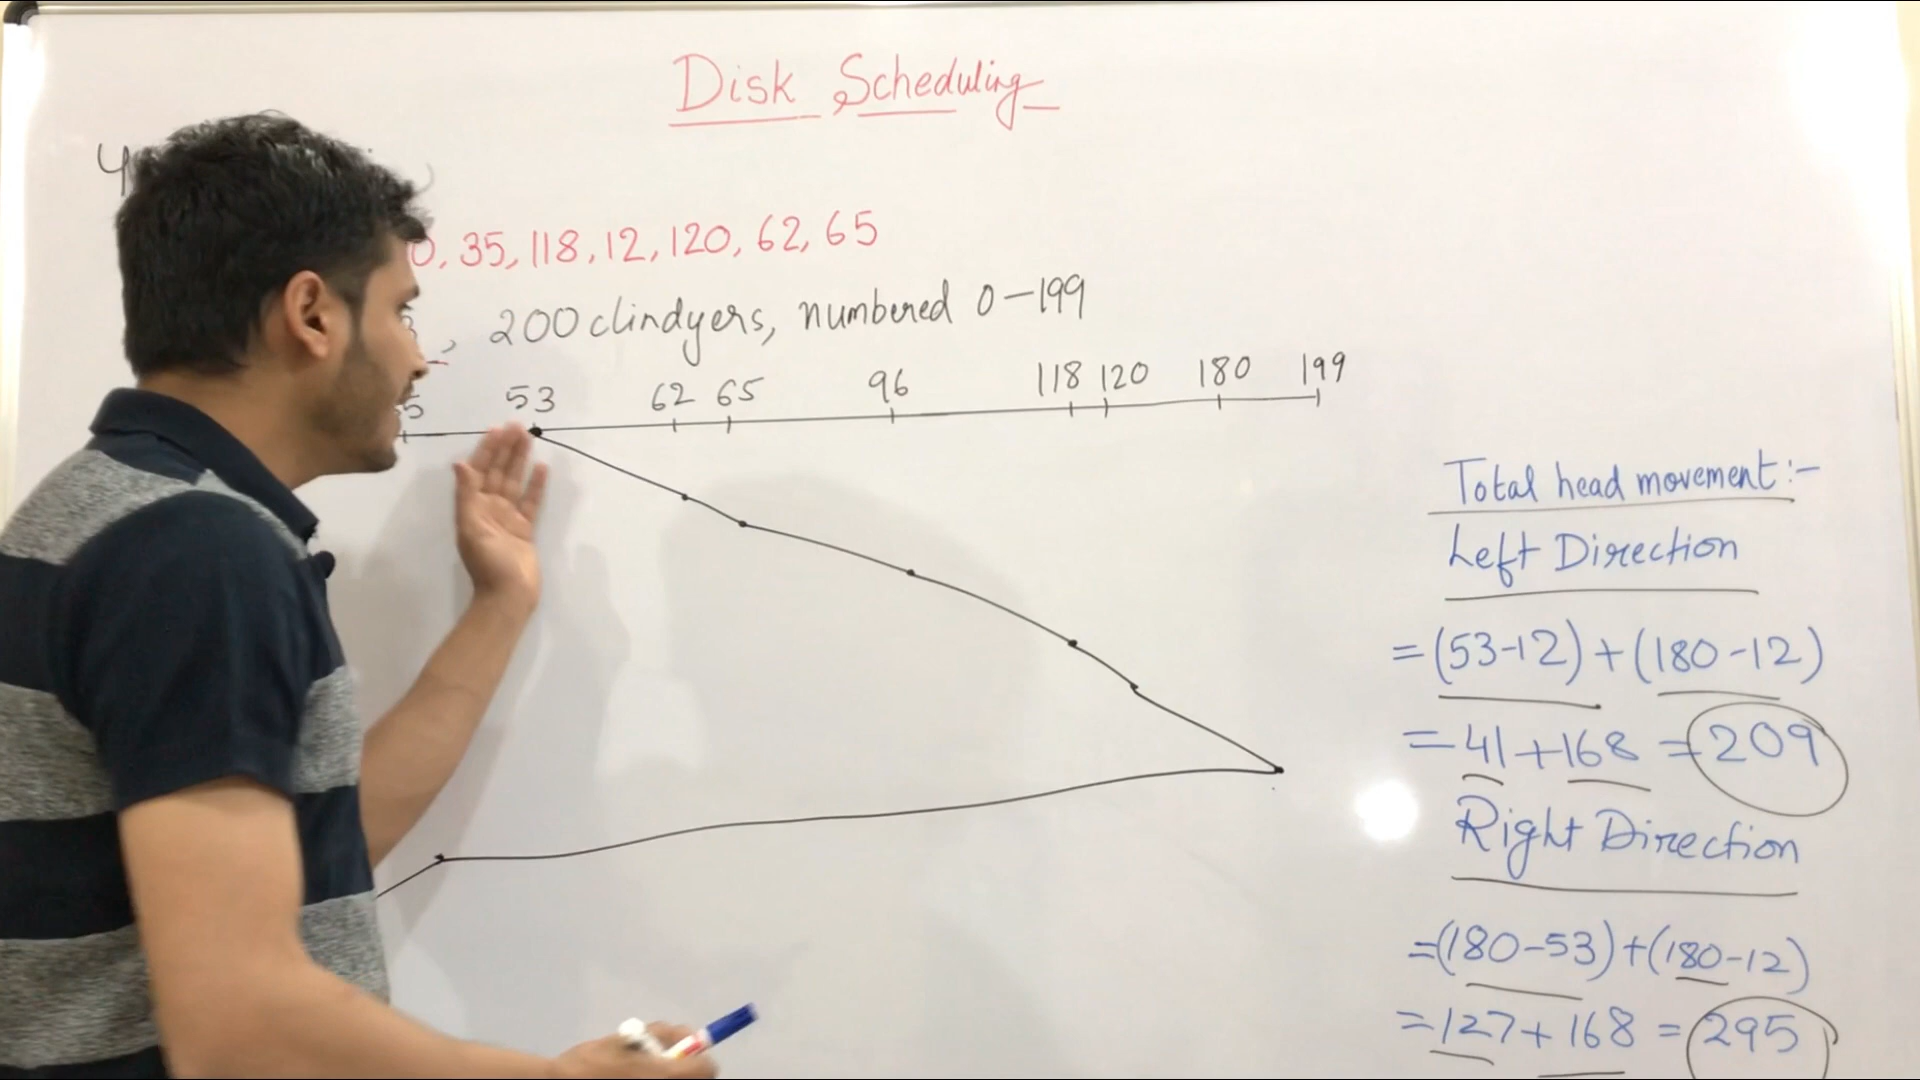 Disk Scheduling
4
0, 35, 118, 12, 120, 62, 65
, 200 clindyers, numbered 0-199
5 53 62 65 96 118 120 180 199
Total head movement:-
Left Direction
=(53-12)+(180-12)
=41+168=209
Right Direction
=(180-53)+(180-12)
=127+168=295